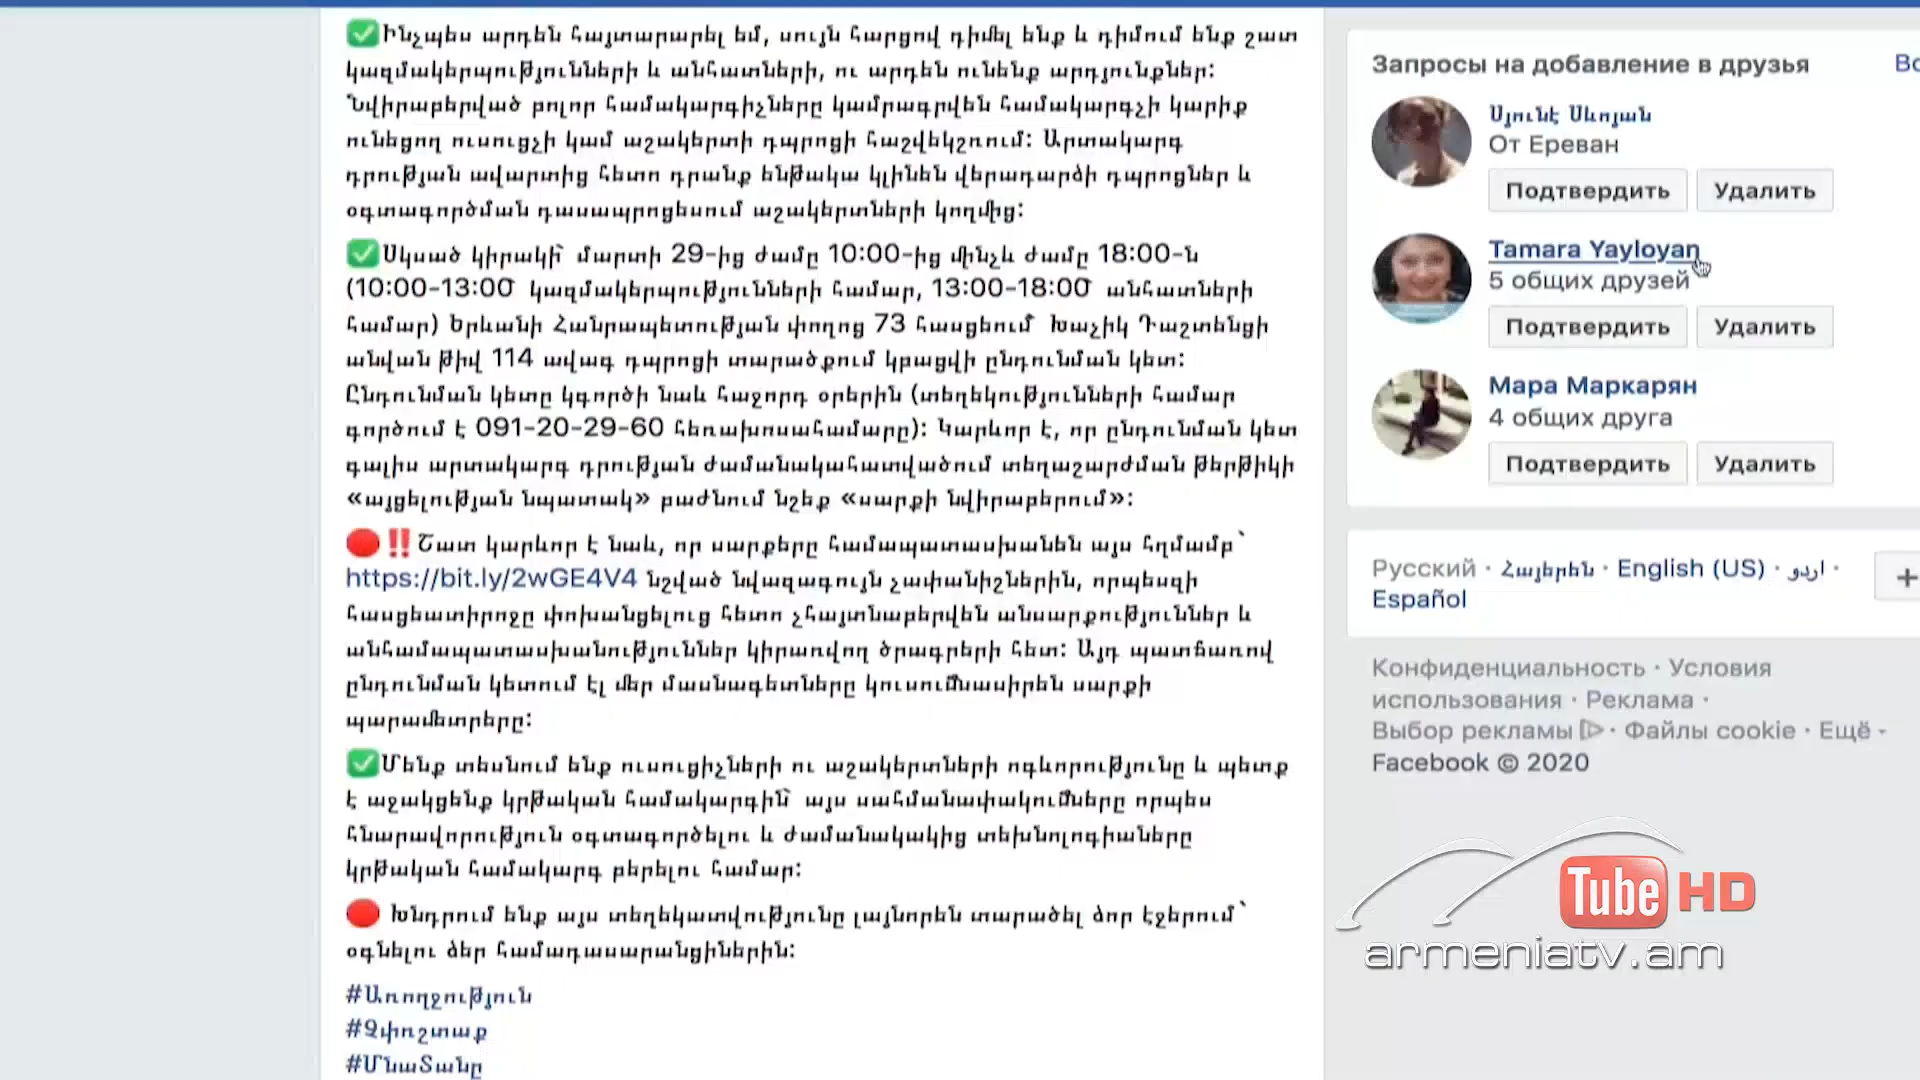 Ինչպես արդեն հայտարարել եմ, սույն հարցով դիմել ենք և դիմում ենք շատ
կազմակերպությունների և անհատների, ու արդեն ունենք արդյունքներ:
Նվիրաբերված բոլոր համակարգիչները կամրագրվեն համակարգչի կարիք
ունեցող ուսուցչի կամ աշակերտի դպրոցի հաշվեկշռում: Արտակարգ
դրության ավարտից հետո դրանք ենթակա կլինեն վերադարձի դպրոցներ և
օգտագործման դասապրոցեսում աշակերտների կողմից:
Սկսած կիրակի՝ մարտի 29-ից ժամը 10:00-ից մինչև ժամը 18:00-ն
(10:00-13:00՝ կազմակերպությունների համար, 13:00-18:00՝ անհատների
համար) Երևանի Հանրապետության փողոց 73 հասցեում՝ Խաչիկ Դաշտենցի
անվան թիվ 114 ավագ դպրոցի տարածքում կբացվի ընդունման կետ:
Ընդունման կետը կգործի նաև հաջորդ օրերին (տեղեկությունների համար
գործում է 091-20-29-60 հեռախոսահամարը): Կարևոր է, որ ընդունման կետ
գալիս արտակարգ դրության ժամանակահատվածում տեղաշարժման թերթիկի
«այցելության նպատակ» բաժնում նշեք «սարքի նվիրաբերում»:
‼️Շատ կարևոր է նաև, որ սարքերը համապատասխանեն այս հղմամբ՝
https://bit.ly/2wGE4V4 նշված նվազագույն չափանիշներին, որպեսզի
հասցեատիրոջը փոխանցելուց հետո չհայտնաբերվեն անսարքություններ և
անհամապատասխանություններ կիրառվող ծրագրերի հետ: Այդ պատճառով
ընդունման կետում էլ մեր մասնագետները կուսումնասիրեն սարքի
պարամետրերը:
Մենք տեսնում ենք ուսուցիչների ու աշակերտների ոգևորությունը և պետք
է աջակցենք կրթական համակարգին՝ այս սահմանափակումները որպես
հնարավորություն օգտագործելու և ժամանակակից տեխնոլոգիաները
կրթական համակարգ բերելու համար:
Խնդրում ենք այս տեղեկատվությունը լայնորեն տարածել ձոր էջերում՝
օգնելու ձեր համադասարանցիներին:
#Առողջություն
#Չփռշտաք
#ՄնաՏանը
Запросы на добавление в друзья
Вс
Սյունէ Սևոյան
От Ереван
Подтвердить Удалить
Tamara Yayloyan
5 общих друзей
Подтвердить Удалить
Мара Маркарян
4 общих друга
Подтвердить Удалить
Русский · Հայերեն · English (US) · اردو ·
Español
+
Конфиденциальность · Условия
использования · Реклама ·
Выбор рекламы · Файлы cookie · Ещё
Facebook © 2020
Tube HD
armeniatv.am